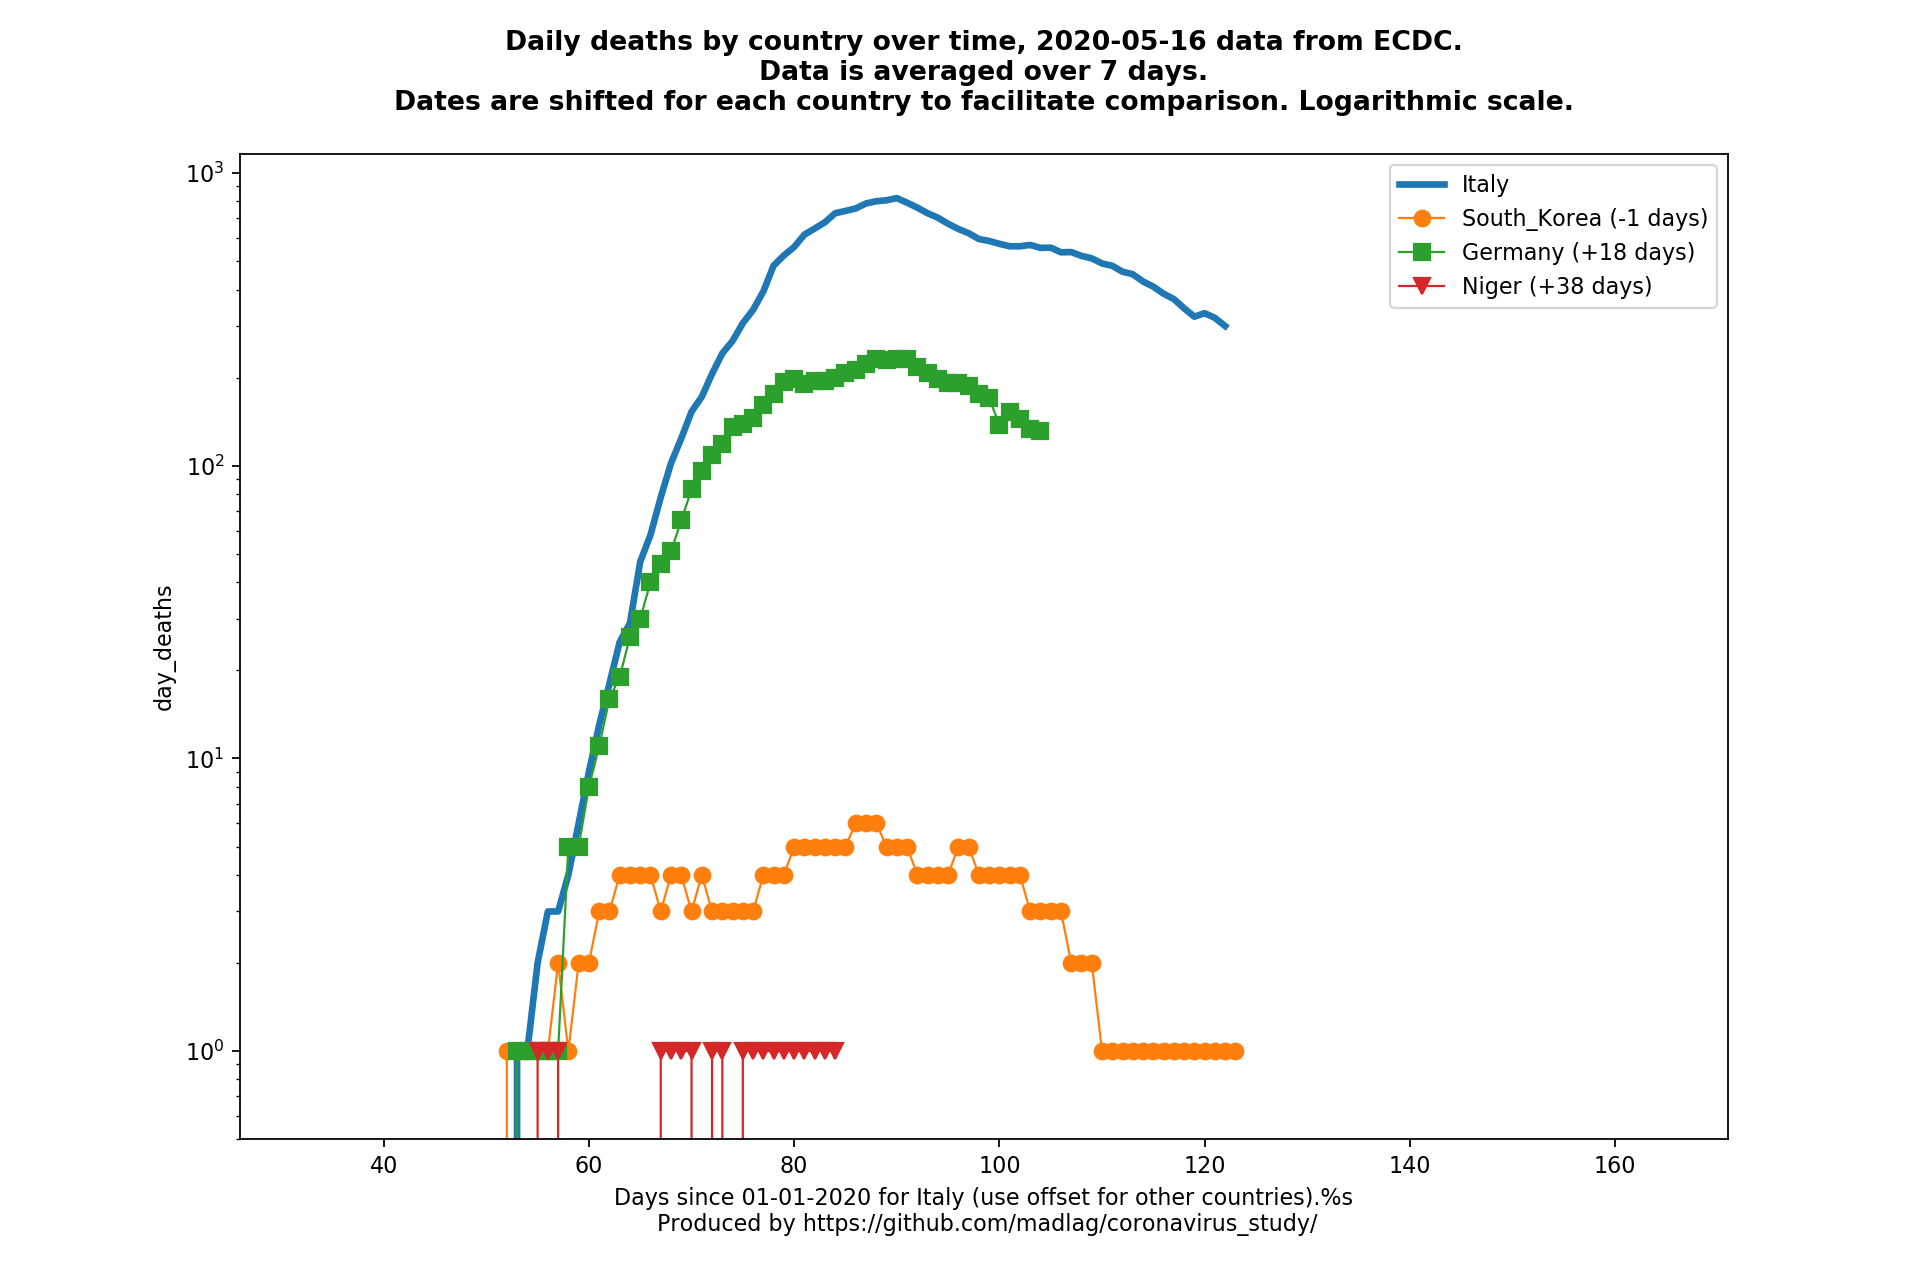 Daily deaths by country over time, 2020-05-16 data from ECDC.
Data is averaged over 7 days.
Dates are shifted for each country to facilitate comparison. Logarithmic scale.
Italy
South_Korea (-1 days)
Germany (+18 days)
Niger (+38 days)
day_deaths
10³
10²
10¹
10⁰
40 60 80 100 120 140 160
Days since 01-01-2020 for Italy (use offset for other countries).%s
Produced by https://github.com/madlag/coronavirus_study/